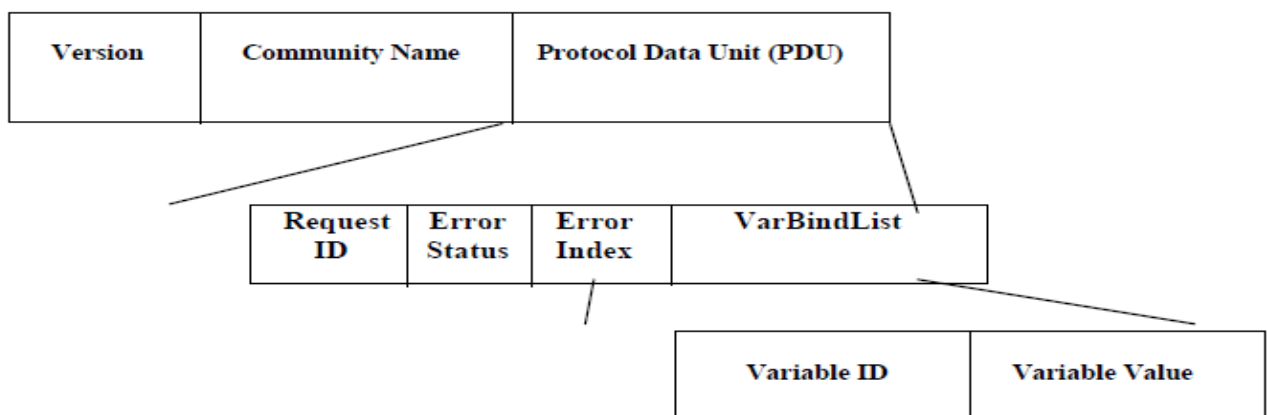 Version Community Name Protocol Data Unit (PDU)
Request Error Error VarBindList
ID Status Index
Variable ID Variable Value